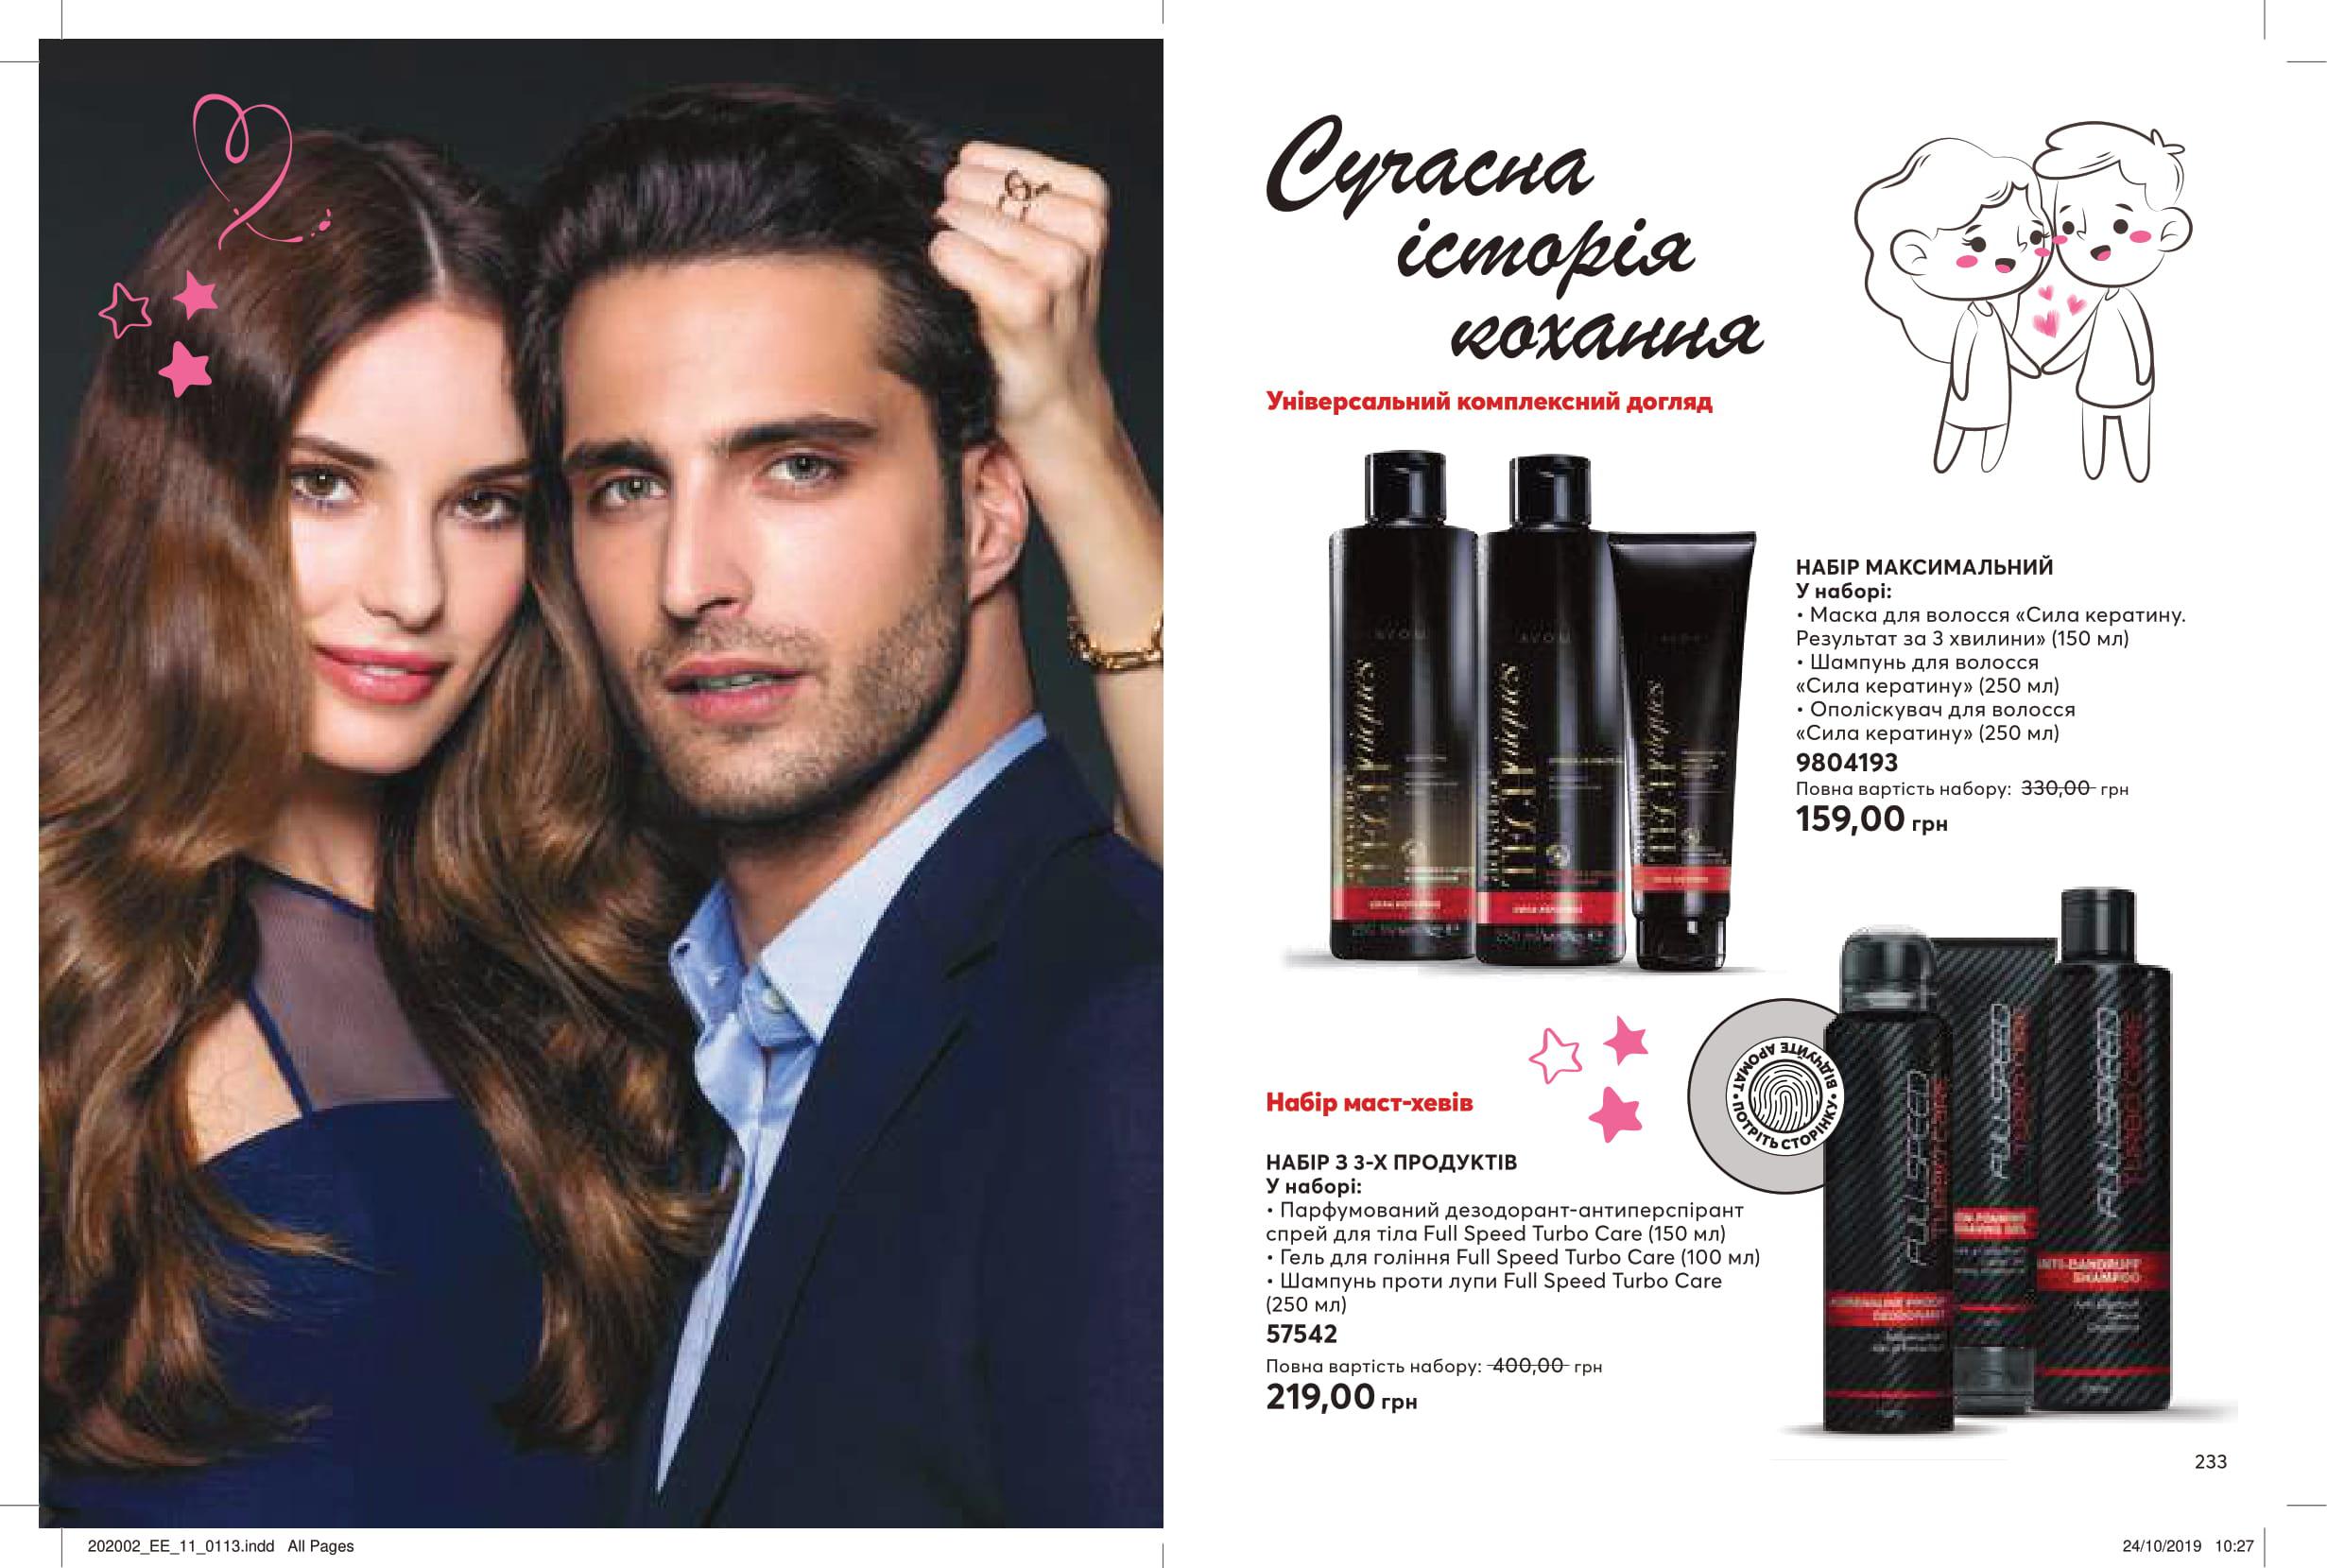 Сучасна
історія
кохання
Універсальний комплексний догляд
AVON
AVON
НАБІР МАКСИМАЛЬНИЙ
У наборі:
• Маска для волосся «Сила кератину.
Результат за 3 хвилини» (150 мл)
• Шампунь для волосся
«Сила кератину» (250 мл)
• Ополіскувач для волосся
«Сила кератину» (250 мл)
9804193
Повна вартість набору: 330,00 грн
159,00 грн
ВІДЧУЙТЕ АРОМАТ • ПОТРІТЬ СТОРІНКУ •
FULL SPEED
TURBO CARE
ANTI-DANDRUFF
SHAMPOO
Набір маст-хевів
НАБІР З 3-Х ПРОДУКТІВ
У наборі:
• Парфумований дезодорант-антиперспірант
спрей для тіла Full Speed Turbo Care (150 мл)
• Гель для гоління Full Speed Turbo Care (100 мл)
• Шампунь проти лупи Full Speed Turbo Care
(250 мл)
57542
Повна вартість набору: 400,00 грн
219,00 грн
233
202002_EE_11_0113.indd All Pages
24/10/2019 10:27